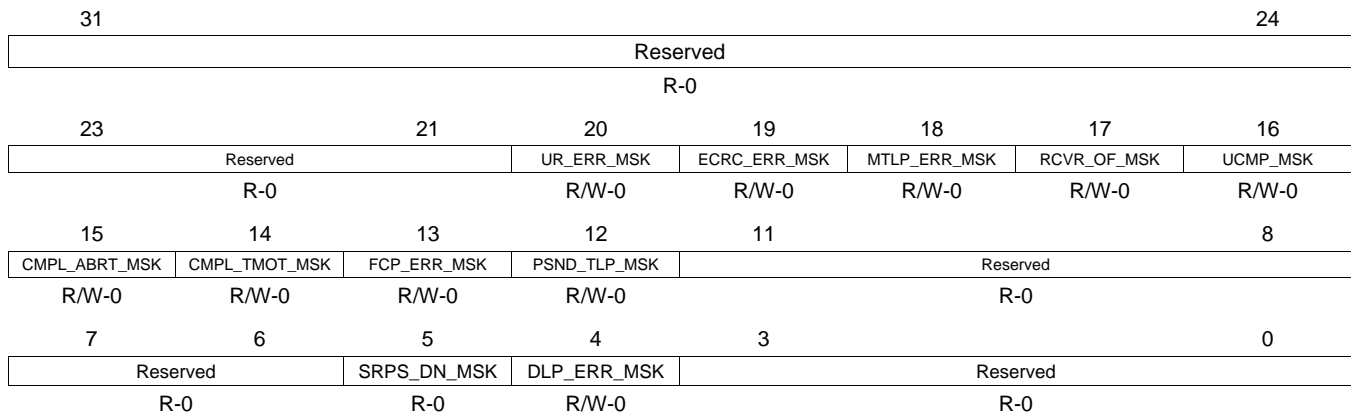 31 24
Reserved
R-0
23 21 20 19 18 17 16
Reserved UR_ERR_MSK ECRC_ERR_MSK MTLP_ERR_MSK RCVR_OF_MSK UCMP_MSK
R-0 R/W-0 R/W-0 R/W-0 R/W-0 R/W-0
15 14 13 12 11 8
CMPL_ABRT_MSK CMPL_TMOT_MSK FCP_ERR_MSK PSND_TLP_MSK Reserved
R/W-0 R/W-0 R/W-0 R/W-0 R-0
7 6 5 4 3 0
Reserved SRPS_DN_MSK DLP_ERR_MSK Reserved
R-0 R-0 R/W-0 R-0